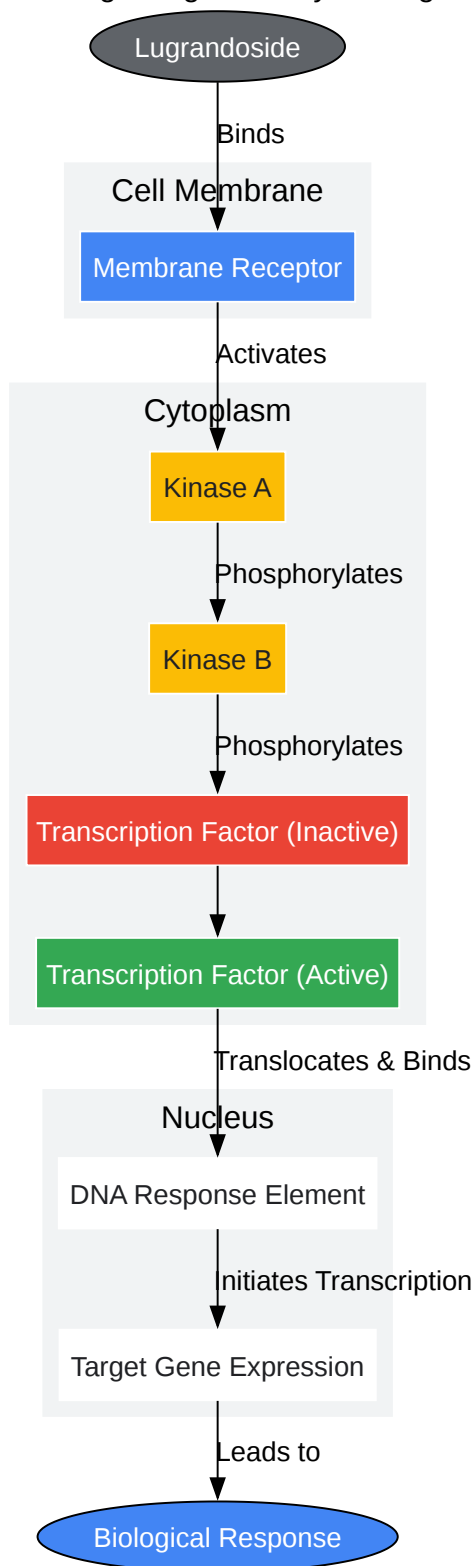 Lugrandoside
Binds
Cell Membrane
Membrane Receptor
Activates
Cytoplasm
Kinase A
Phosphorylates
Kinase B
Phosphorylates
Transcription Factor (Inactive)
Transcription Factor (Active)
Translocates & Binds
Nucleus
DNA Response Element
Initiates Transcription
Target Gene Expression
Leads to
Biological Response